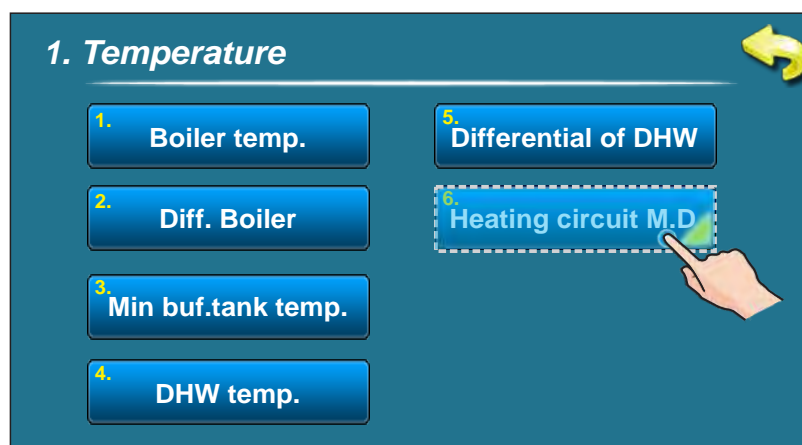 1. Temperature
1.
Boiler temp.
2.
Diff. Boiler
3.
Min buf.tank temp.
4.
DHW temp.
5.
Differential of DHW
6.
Heating circuit M.D